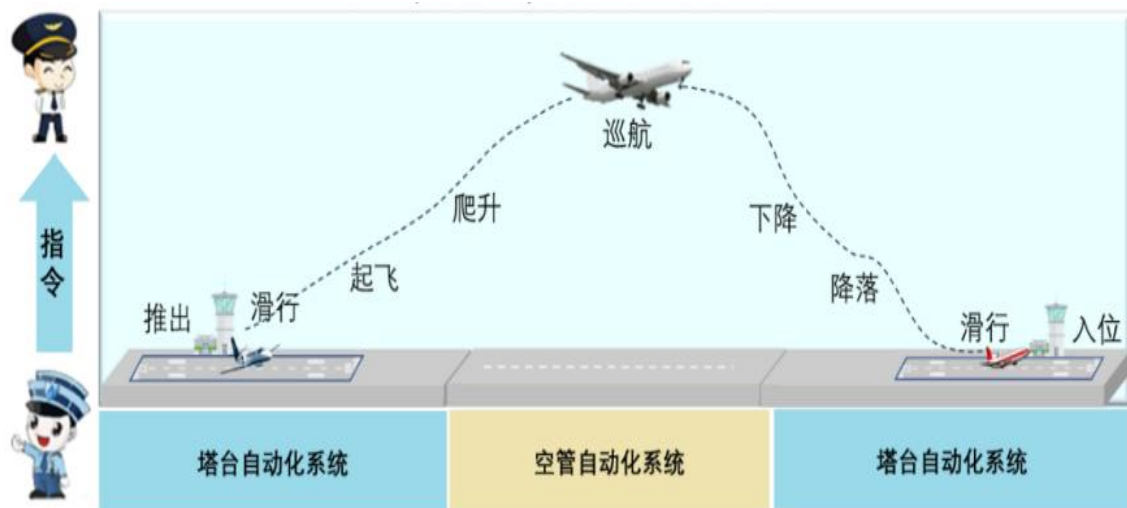 巡航
爬升
下降
起飞
降落
推出
滑行
滑行
入位
指令
塔台自动化系统
空管自动化系统
塔台自动化系统